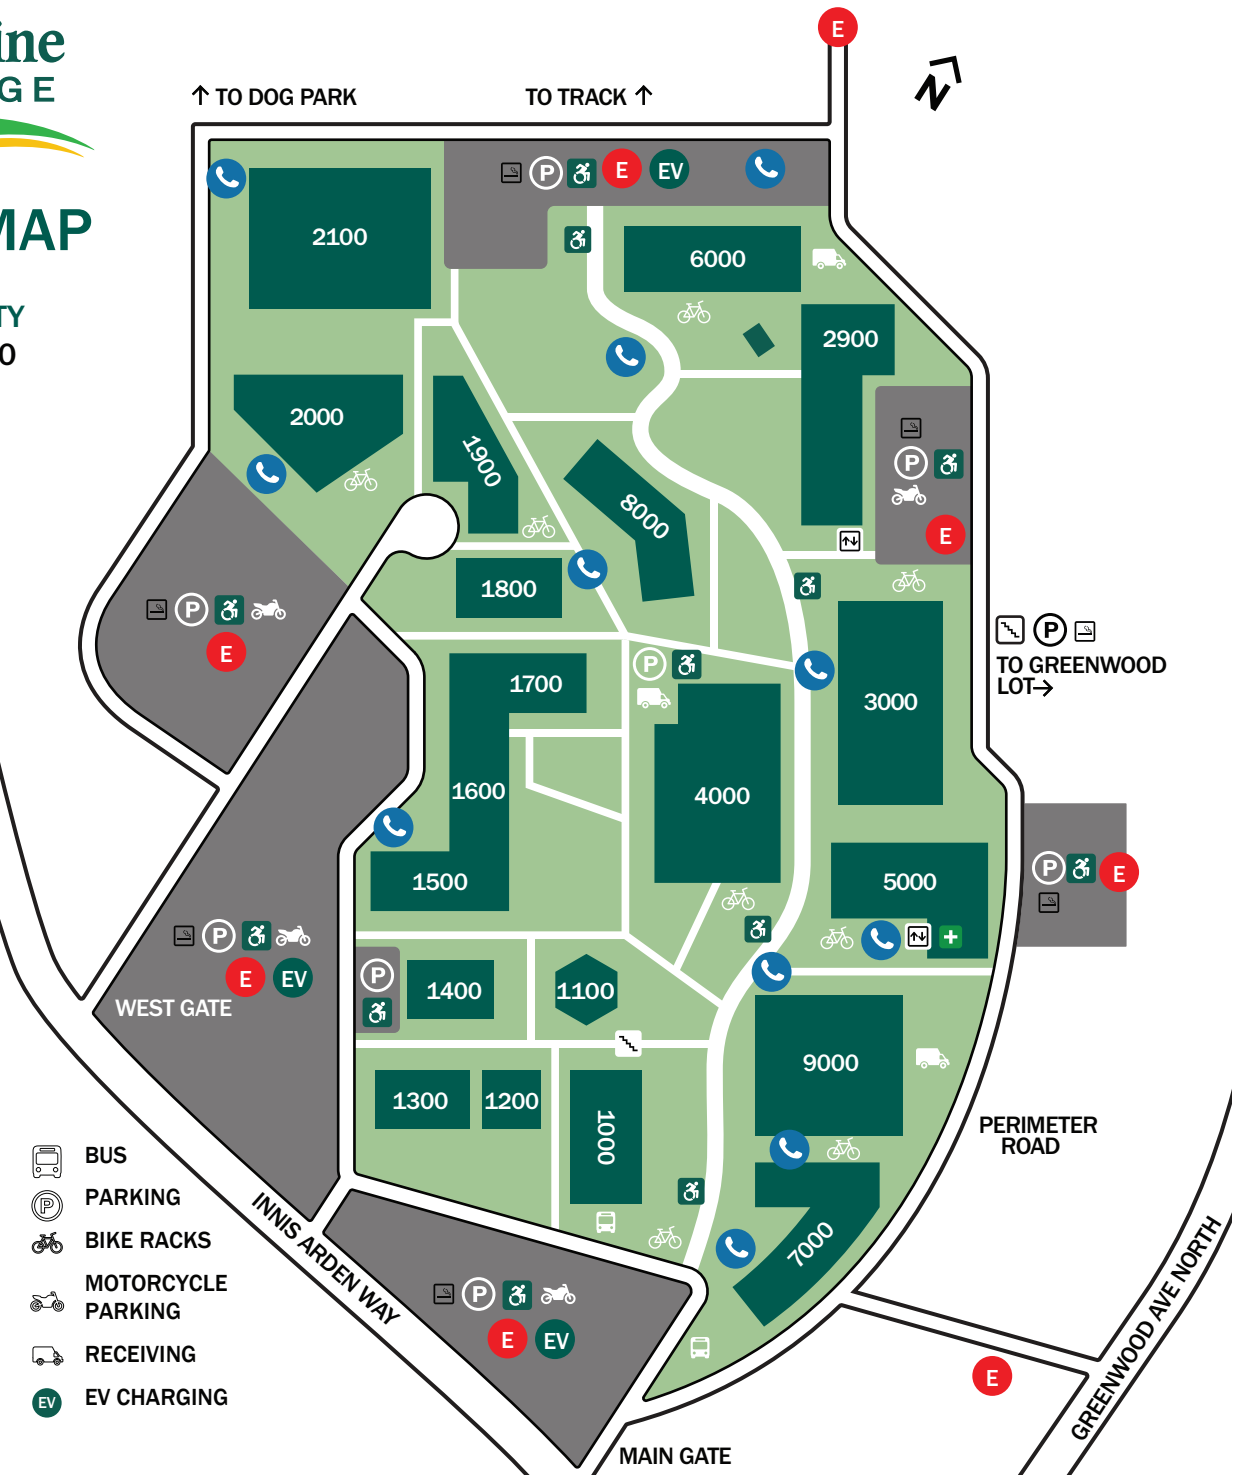 ine
GE
MAP
TY
0
↑ TO DOG PARK
TO TRACK ↑
E
N
P
E
EV
2100
6000
2900
2000
1900
8000
P
E
1800
P
E
P
TO GREENWOOD
LOT→
P
1700
3000
1600
4000
1500
5000
P
E
P
E
EV
WEST GATE
P
1400
1100
9000
1300
1200
1000
PERIMETER
ROAD
7000
INNIS ARDEN WAY
P
E
EV
E
GREENWOOD AVE NORTH
MAIN GATE
BUS
P
PARKING
BIKE RACKS
MOTORCYCLE
PARKING
RECEIVING
EV
EV CHARGING